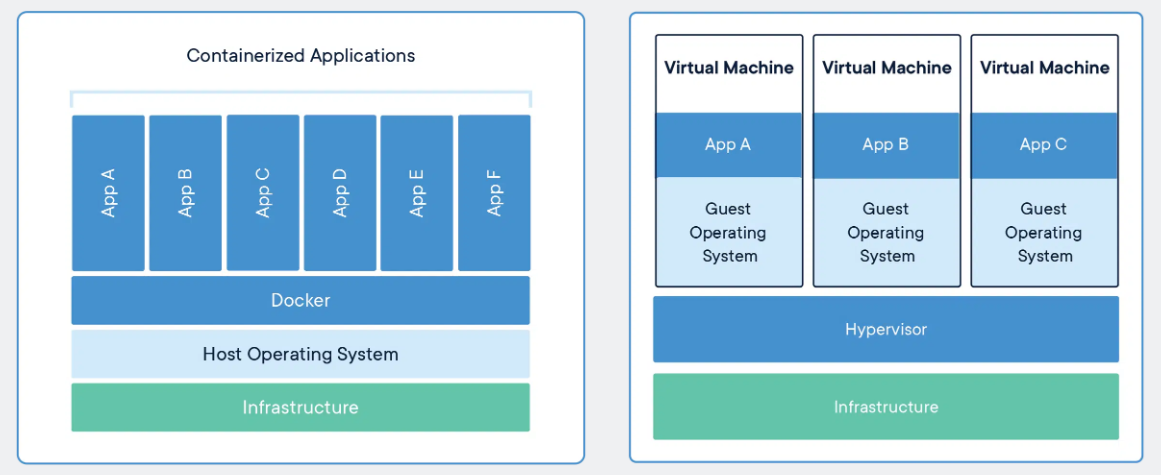 Containerized Applications
App A
App B
App C
App D
App E
App F
Docker
Host Operating System
Infrastructure
Virtual Machine
App A
Guest
Operating
System
Virtual Machine
App B
Guest
Operating
System
Virtual Machine
App C
Guest
Operating
System
Hypervisor
Infrastructure